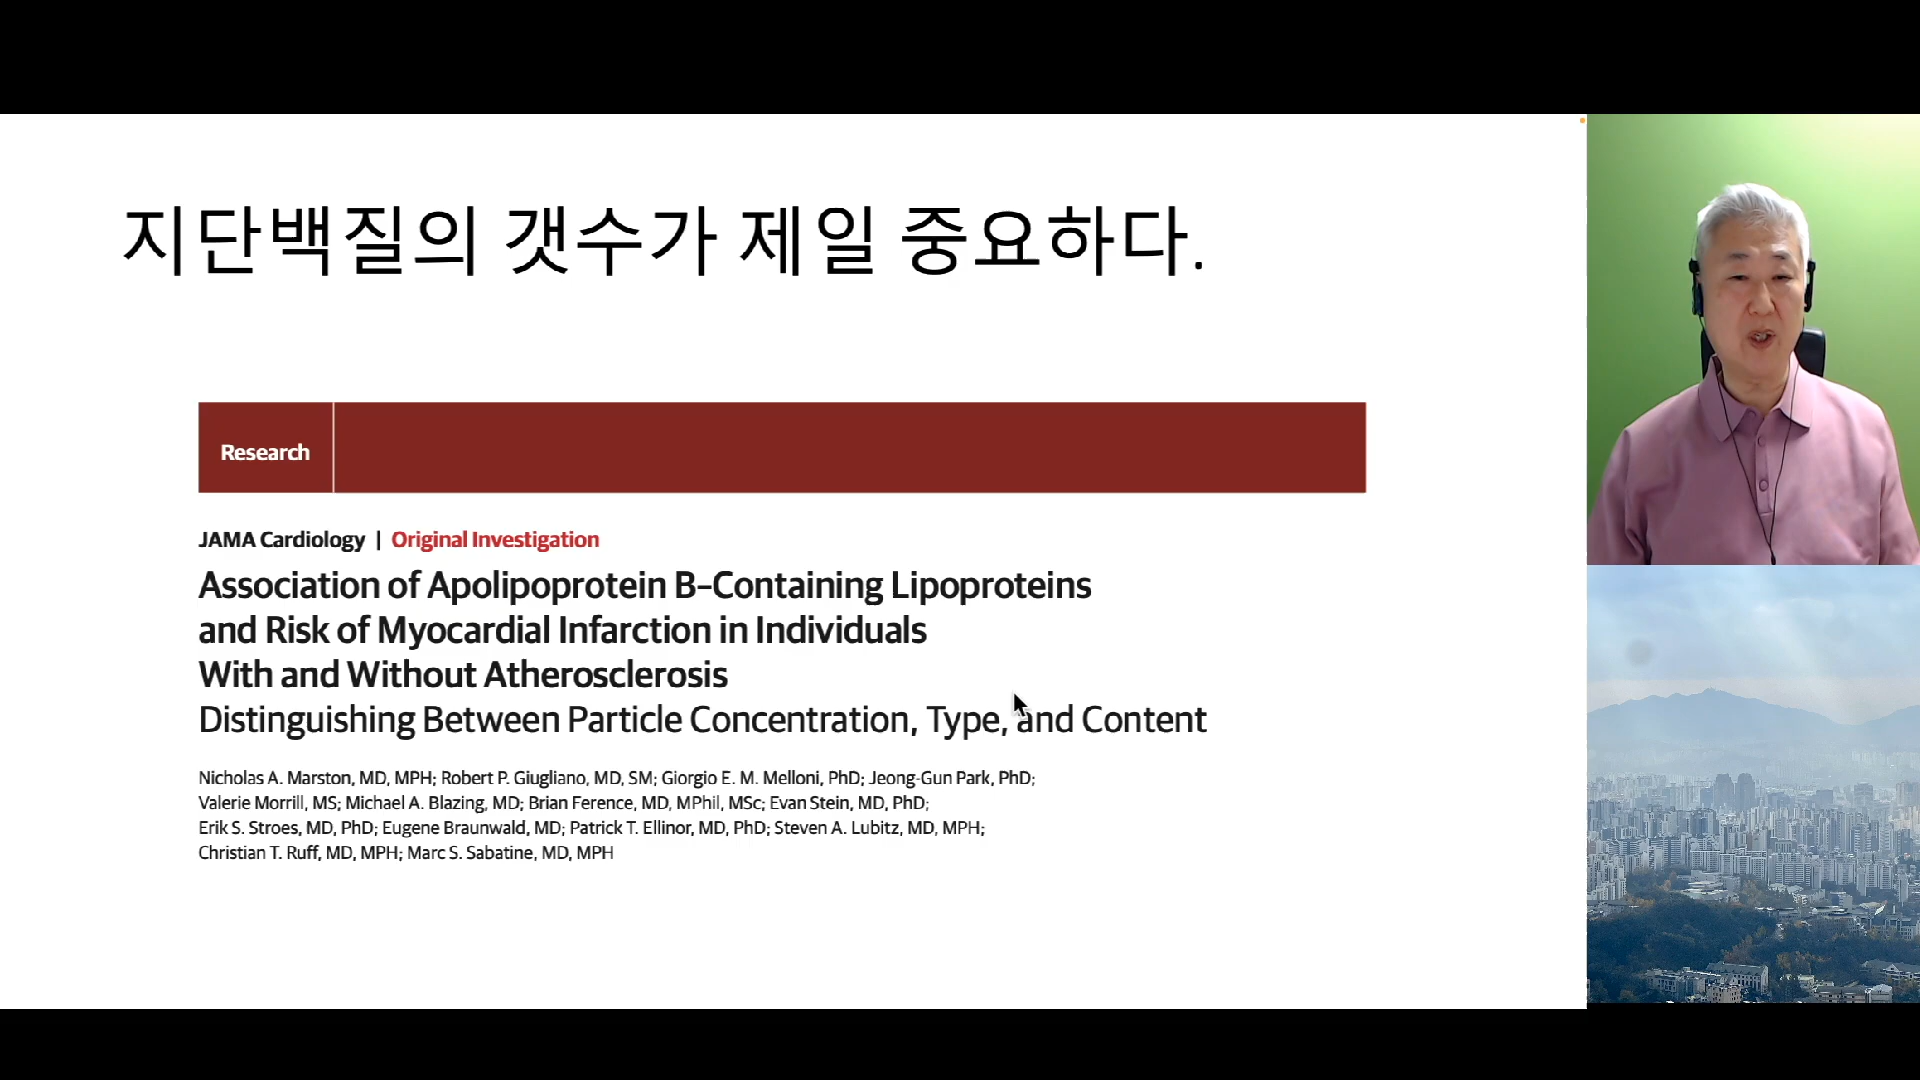 지단백질의 갯수가 제일 중요하다.
Research
JAMA Cardiology | Original Investigation
Association of Apolipoprotein B–Containing Lipoproteins
and Risk of Myocardial Infarction in Individuals
With and Without Atherosclerosis
Distinguishing Between Particle Concentration, Type, and Content
Nicholas A. Marston, MD, MPH; Robert P. Giugliano, MD, SM; Giorgio E. M. Melloni, PhD; Jeong-Gun Park, PhD;
Valerie Morrill, MS; Michael A. Blazing, MD; Brian Ference, MD, MPhil, MSc; Evan Stein, MD, PhD;
Erik S. Stroes, MD, PhD; Eugene Braunwald, MD; Patrick T. Ellinor, MD, PhD; Steven A. Lubitz, MD, MPH;
Christian T. Ruff, MD, MPH; Marc S. Sabatine, MD, MPH